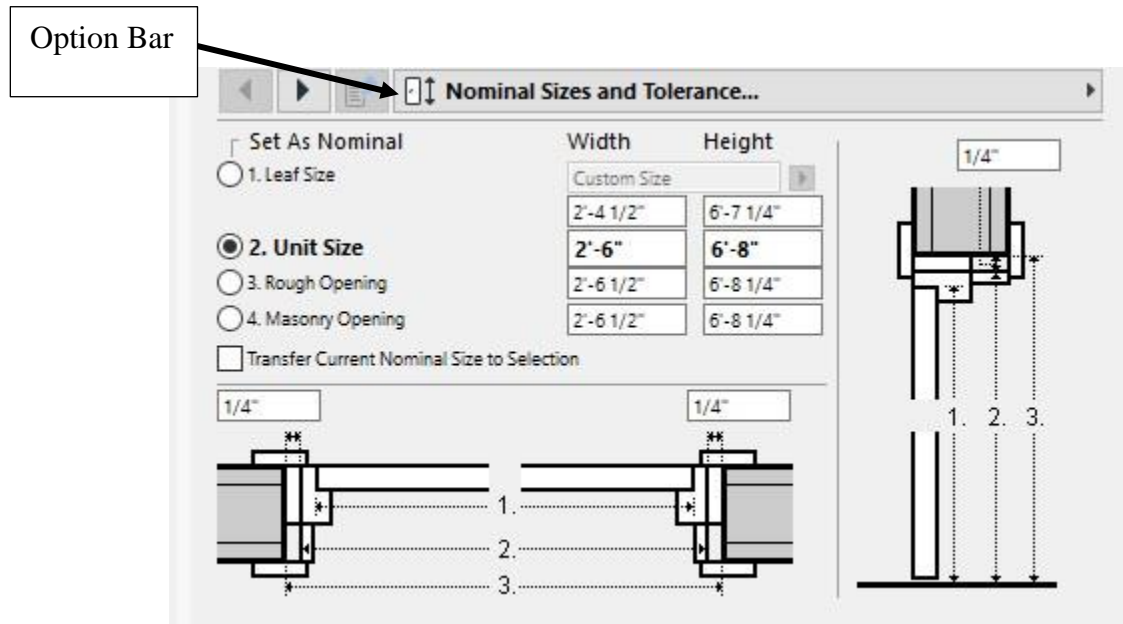 Option Bar
Nominal Sizes and Tolerance...
Set As Nominal Width Height
1. Leaf Size Custom Size
2'-4 1/2" 6'-7 1/4"
2. Unit Size 2'-6" 6'-8"
3. Rough Opening 2'-6 1/2" 6'-8 1/4"
4. Masonry Opening 2'-6 1/2" 6'-8 1/4"
Transfer Current Nominal Size to Selection
1/4" 1/4"
1.
2.
3.
1/4"
1. 2. 3.